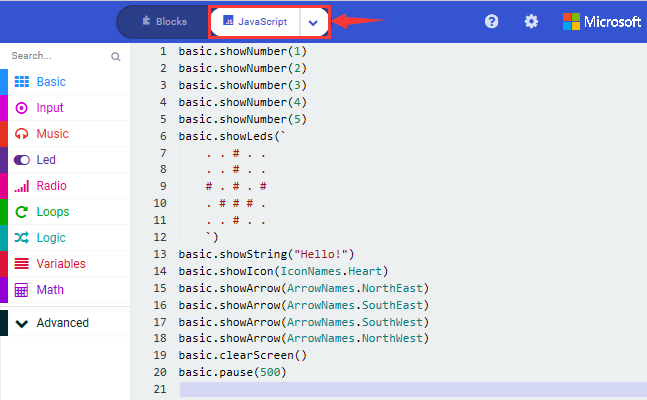 Blocks
JS JavaScript
? Microsoft
Search...
Basic
Input
Music
Led
Radio
Loops
Logic
Variables
Math
Advanced
1 basic.showNumber(1)
2 basic.showNumber(2)
3 basic.showNumber(3)
4 basic.showNumber(4)
5 basic.showNumber(5)
6 basic.showLeds(`
7 . . # . .
8 . . # . .
9 # . # . #
10 . # # # .
11 . . # . .
12 `)
13 basic.showString("Hello!")
14 basic.showIcon(IconNames.Heart)
15 basic.showArrow(ArrowNames.NorthEast)
16 basic.showArrow(ArrowNames.SouthEast)
17 basic.showArrow(ArrowNames.SouthWest)
18 basic.showArrow(ArrowNames.NorthWest)
19 basic.clearScreen()
20 basic.pause(500)
21